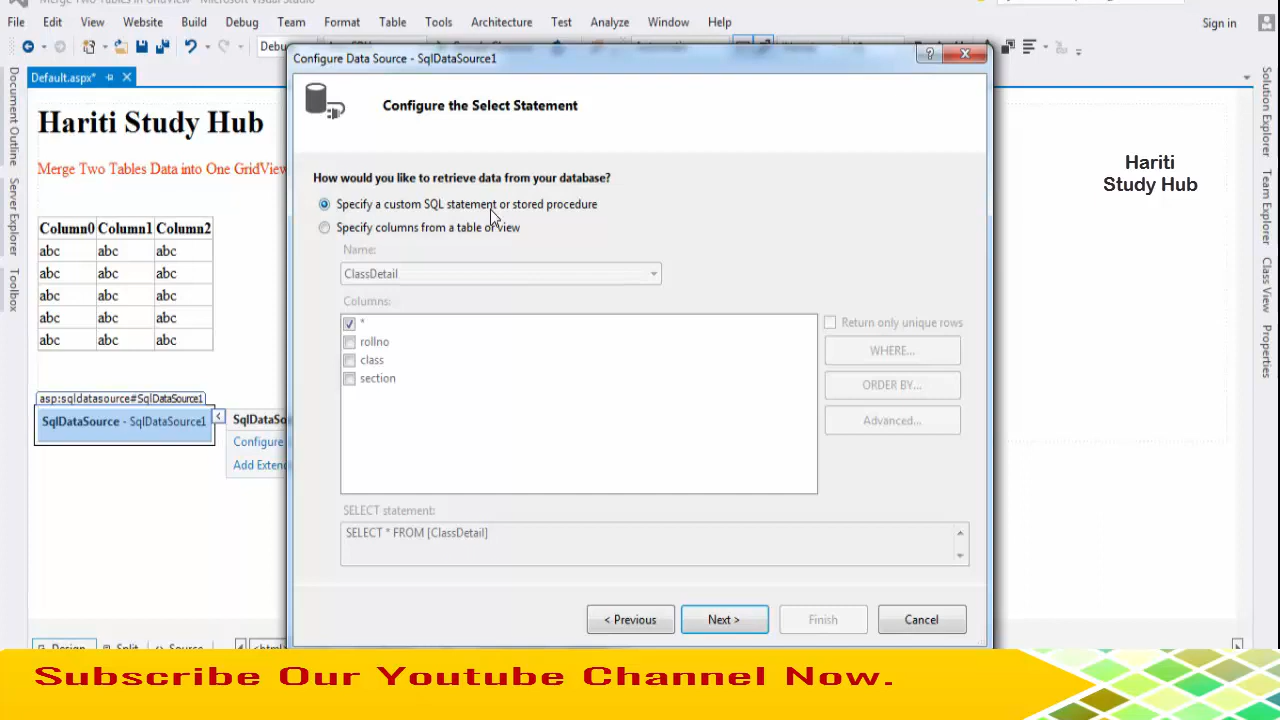 File Edit View Website Build Debug Team Format Table Tools Architecture Test Analyze Window Help
Sign in
Default.aspx*
Configure Data Source - SqlDataSource1
Configure the Select Statement
Document Outline
Server Explorer
Toolbox
Solution Explorer
Team Explorer
Class View
Properties
Hariti Study Hub
Merge Two Tables Data into One GridView
Column0 Column1 Column2
abc abc abc
abc abc abc
abc abc abc
abc abc abc
abc abc abc
asp:sqldatasource#SqlDataSource1
SqlDataSource - SqlDataSource1
Configure
How would you like to retrieve data from your database?
Specify a custom SQL statement or stored procedure
Specify columns from a table or view
Name:
ClassDetail
Columns:
*
rollno
class
section
Return only unique rows
WHERE...
ORDER BY...
Advanced...
SELECT statement:
SELECT * FROM [ClassDetail]
< Previous
Next >
Finish
Cancel
Hariti
Study Hub
Subscribe Our Youtube Channel Now.